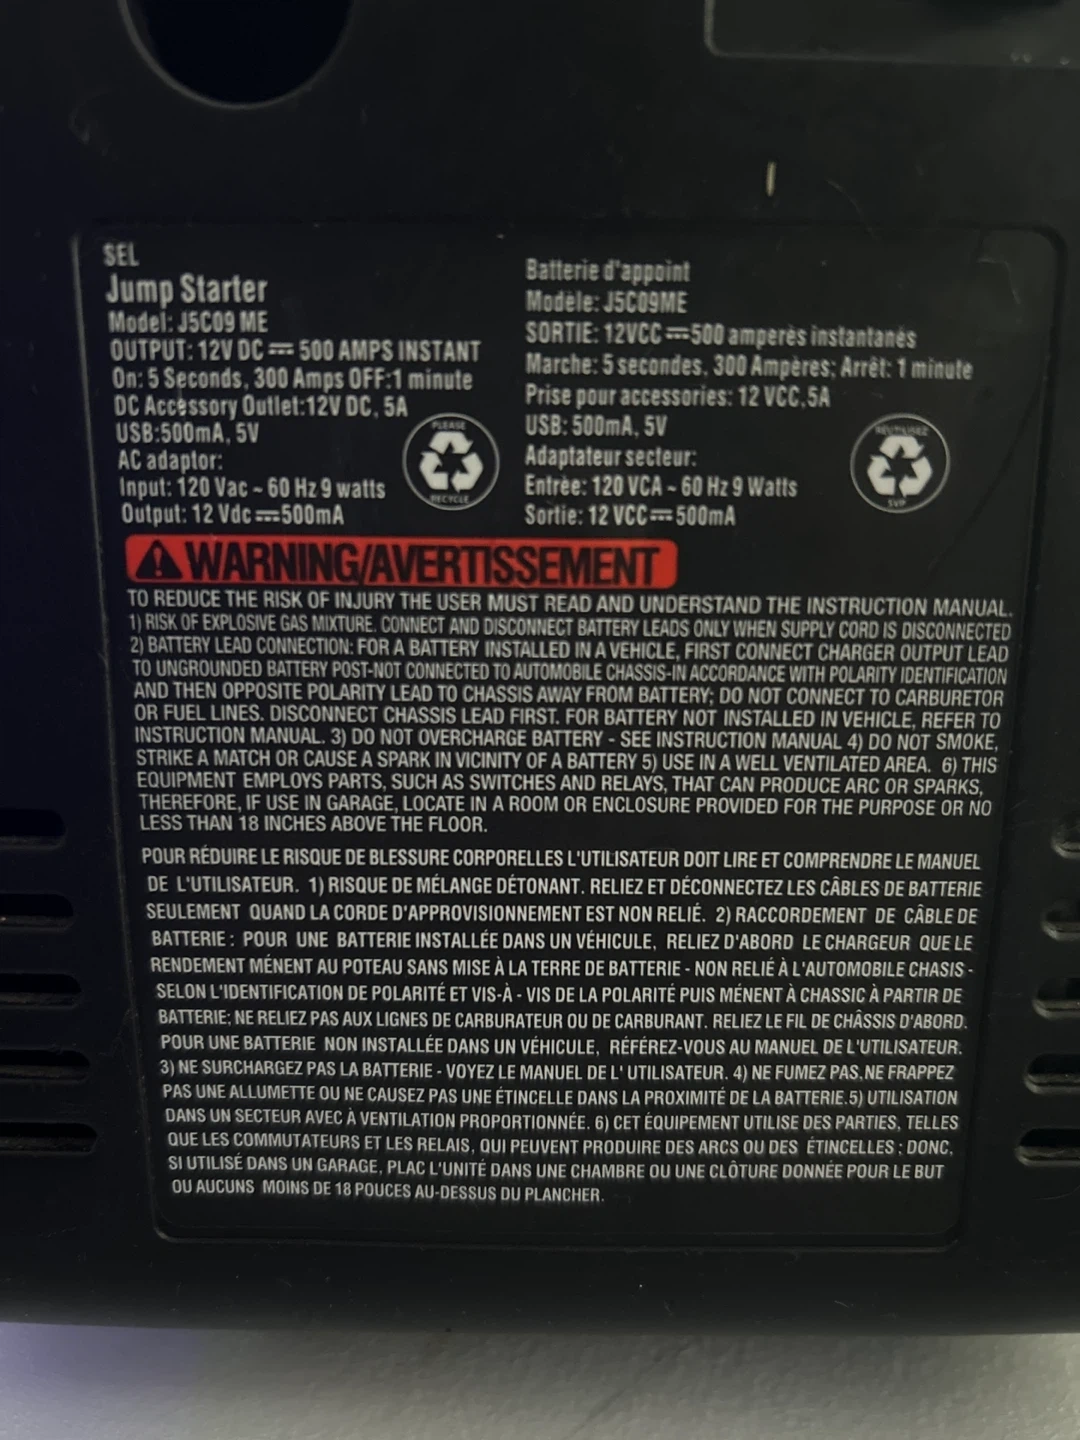 SEL
Jump Starter
Model: J5C09 ME
OUTPUT: 12V DC ⎓ 500 AMPS INSTANT
On: 5 Seconds, 300 Amps OFF:1 minute
DC Accessory Outlet:12V DC, 5A
USB:500mA, 5V
AC adaptor:
Input: 120 Vac ~ 60 Hz 9 watts
Output: 12 Vdc ⎓500mA
PLEASE
RECYCLE
Batterie d'appoint
Modèle: J5C09ME
SORTIE: 12VCC ⎓500 amperès instantanés
Marche: 5 secondes, 300 Ampères; Arrêt: 1 minute
Prise pour accessories: 12 VCC,5A
USB: 500mA, 5V
Adaptateur secteur:
Entrèe: 120 VCA ~ 60 Hz 9 Watts
Sortie: 12 VCC⎓500mA
RÉUTILISEZ
SVP
WARNING/AVERTISSEMENT
TO REDUCE THE RISK OF INJURY THE USER MUST READ AND UNDERSTAND THE INSTRUCTION MANUAL.
1) RISK OF EXPLOSIVE GAS MIXTURE. CONNECT AND DISCONNECT BATTERY LEADS ONLY WHEN SUPPLY CORD IS DISCONNECTED
2) BATTERY LEAD CONNECTION: FOR A BATTERY INSTALLED IN A VEHICLE, FIRST CONNECT CHARGER OUTPUT LEAD
TO UNGROUNDED BATTERY POST-NOT CONNECTED TO AUTOMOBILE CHASSIS-IN ACCORDANCE WITH POLARITY IDENTIFICATION
AND THEN OPPOSITE POLARITY LEAD TO CHASSIS AWAY FROM BATTERY; DO NOT CONNECT TO CARBURETOR
OR FUEL LINES. DISCONNECT CHASSIS LEAD FIRST. FOR BATTERY NOT INSTALLED IN VEHICLE, REFER TO
INSTRUCTION MANUAL. 3) DO NOT OVERCHARGE BATTERY - SEE INSTRUCTION MANUAL 4) DO NOT SMOKE,
STRIKE A MATCH OR CAUSE A SPARK IN VICINITY OF A BATTERY 5) USE IN A WELL VENTILATED AREA. 6) THIS
EQUIPMENT EMPLOYS PARTS, SUCH AS SWITCHES AND RELAYS, THAT CAN PRODUCE ARC OR SPARKS,
THEREFORE, IF USE IN GARAGE, LOCATE IN A ROOM OR ENCLOSURE PROVIDED FOR THE PURPOSE OR NO
LESS THAN 18 INCHES ABOVE THE FLOOR.
POUR RÉDUIRE LE RISQUE DE BLESSURE CORPORELLES L'UTILISATEUR DOIT LIRE ET COMPRENDRE LE MANUEL
DE L'UTILISATEUR. 1) RISQUE DE MÉLANGE DÉTONANT. RELIEZ ET DÉCONNECTEZ LES CÂBLES DE BATTERIE
SEULEMENT QUAND LA CORDE D'APPROVISIONNEMENT EST NON RELIÉ. 2) RACCORDEMENT DE CÂBLE DE
BATTERIE : POUR UNE BATTERIE INSTALLÉE DANS UN VÉHICULE, RELIEZ D'ABORD LE CHARGEUR QUE LE
RENDEMENT MÉNENT AU POTEAU SANS MISE À LA TERRE DE BATTERIE - NON RELIÉ À L'AUTOMOBILE CHASIS -
SELON L'IDENTIFICATION DE POLARITÉ ET VIS-À - VIS DE LA POLARITÉ PUIS MÉNENT À CHASSIC À PARTIR DE
BATTERIE; NE RELIEZ PAS AUX LIGNES DE CARBURATEUR OU DE CARBURANT. RELIEZ LE FIL DE CHÂSSIS D'ABORD.
POUR UNE BATTERIE NON INSTALLÉE DANS UN VÉHICULE, RÉFÉREZ-VOUS AU MANUEL DE L'UTILISATEUR.
3) NE SURCHARGEZ PAS LA BATTERIE - VOYEZ LE MANUEL DE L' UTILISATEUR. 4) NE FUMEZ PAS, NE FRAPPEZ
PAS UNE ALLUMETTE OU NE CAUSEZ PAS UNE ÉTINCELLE DANS LA PROXIMITÉ DE LA BATTERIE.5) UTILISATION
DANS UN SECTEUR AVEC À VENTILATION PROPORTIONNÉE. 6) CET ÉQUIPEMENT UTILISE DES PARTIES, TELLES
QUE LES COMMUTATEURS ET LES RELAIS, QUI PEUVENT PRODUIRE DES ARCS OU DES ÉTINCELLES ; DONC,
SI UTILISÉ DANS UN GARAGE, PLAC L'UNITÉ DANS UNE CHAMBRE OU UNE CLÔTURE DONNÉE POUR LE BUT
OU AUCUNS MOINS DE 18 POUCES AU-DESSUS DU PLANCHER.